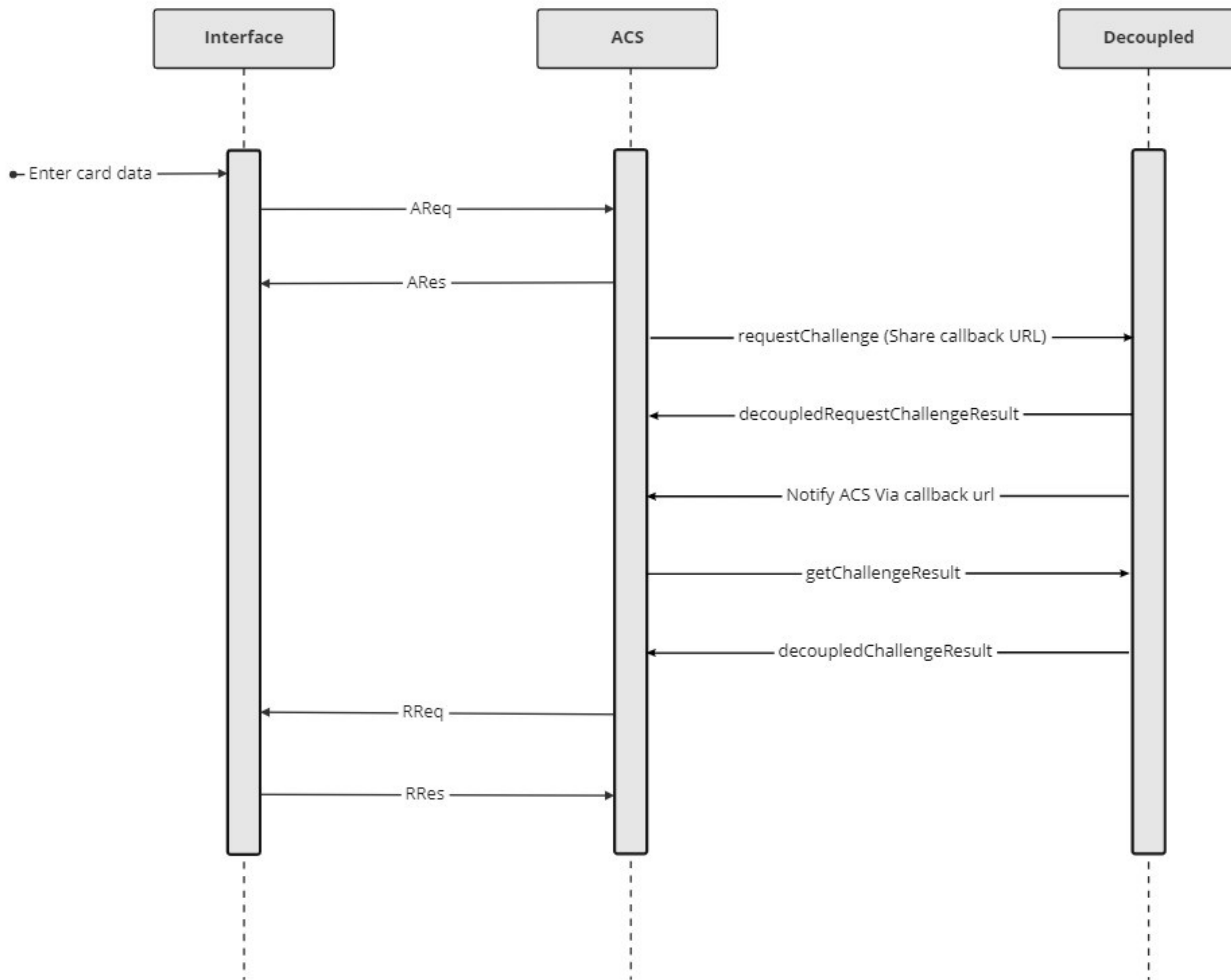 Interface
ACS
Decoupled
Enter card data
AReq
ARes
requestChallenge (Share callback URL)
decoupledRequestChallengeResult
Notify ACS Via callback url
getChallengeResult
decoupledChallengeResult
RReq
RRes